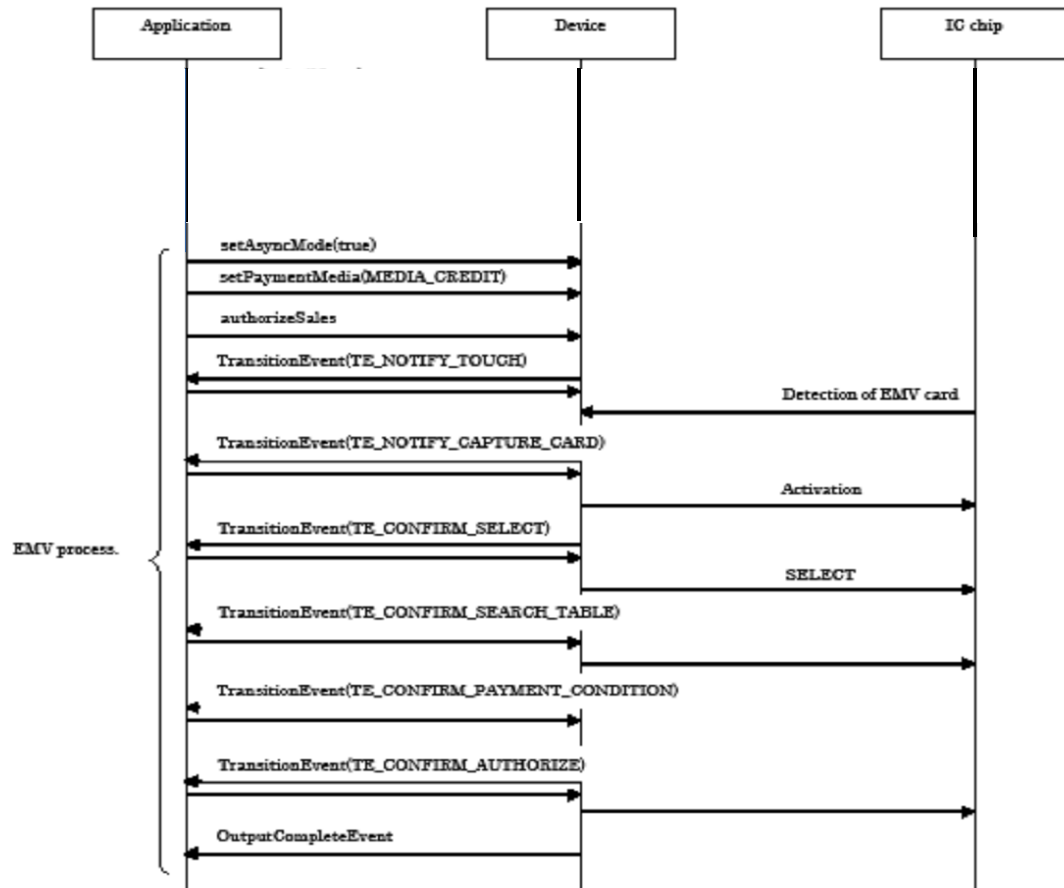 Application
Device
IC chip
setAsyncMode(true)
setPaymentMedia(MEDIA_CREDIT)
authorizeSales
TransitionEvent(TE_NOTIFY_TOUGH)
Detection of EMV card
TransitionEvent(TE_NOTIFY_CAPTURE_CARD)
Activation
TransitionEvent(TE_CONFIRM_SELECT)
EMV process.
SELECT
TransitionEvent(TE_CONFIRM_SEARCH_TABLE)
TransitionEvent(TE_CONFIRM_PAYMENT_CONDITION)
TransitionEvent(TE_CONFIRM_AUTHORIZE)
OutputCompleteEvent